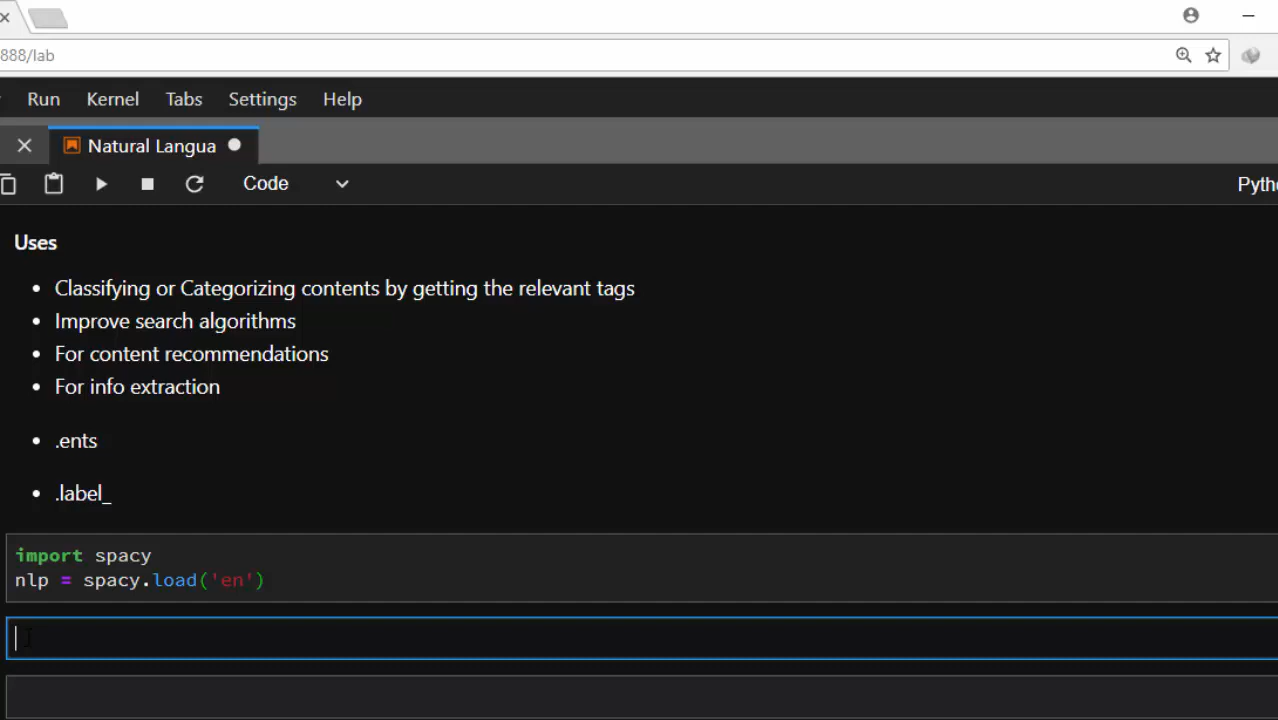 888/lab
Run Kernel Tabs Settings Help
Natural Langua
Code
Pyth
Uses
Classifying or Categorizing contents by getting the relevant tags
Improve search algorithms
For content recommendations
For info extraction
.ents
.label_
import spacy
nlp = spacy.load('en')